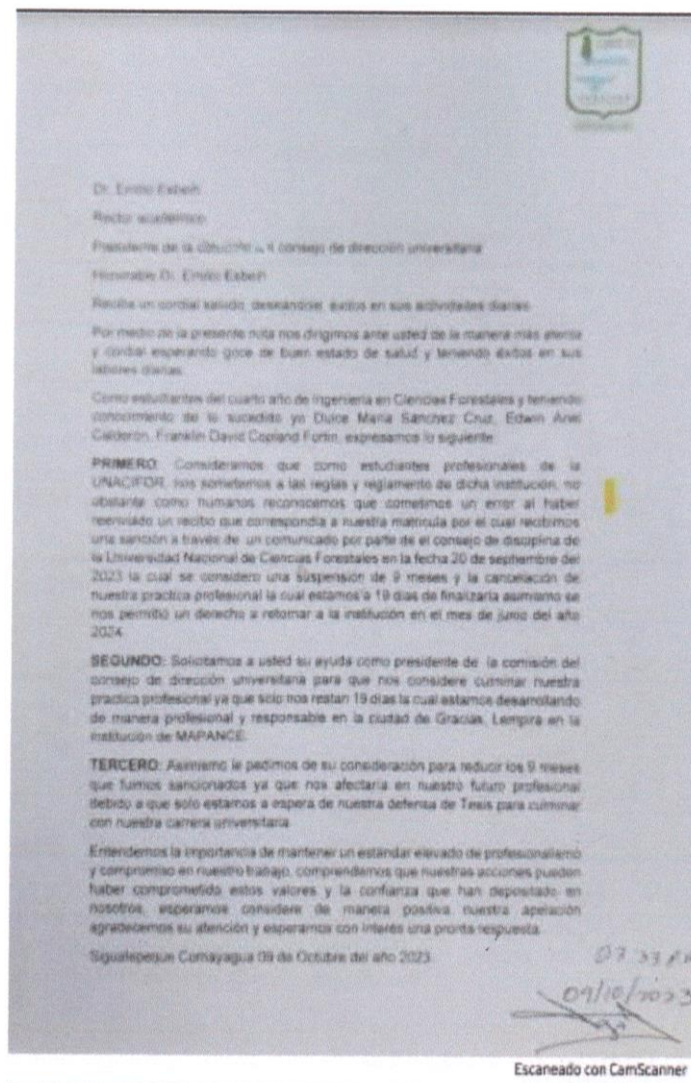 Dr. Emilio Esbeih
Rector académico
Presidente de la consejo de dirección universitaria
Honorable Dr. Emilio Esbeih
Reciba un cordial saludo, deseándole, éxitos en sus actividades diarias.
Por medio de la presente nota nos dirigimos ante usted de la manera más atenta
y cordial esperando goce de buen estado de salud y teniendo éxitos en sus
labores diarias.
Como estudiantes del cuarto año de ingeniería en Ciencias Forestales y teniendo
conocimiento de lo sucedido yo Dulce María Sánchez Cruz, Edwin Ariel
Calderón, Franklin David Copland Fortín, expresamos lo siguiente:
PRIMERO: Consideramos que como estudiantes profesionales de la
UNACIFOR, nos sometemos a las reglas y reglamento de dicha institución, no
obstante como humanos reconocemos que cometimos un error al haber
reenviado un recibo que correspondía a nuestra matricula por el cual recibimos
una sanción a través de un comunicado por parte de el consejo de disciplina de
la Universidad Nacional de Ciencias Forestales en la fecha 20 de septiembre del
2023 la cual se considero una suspensión de 9 meses y la cancelación de
nuestra practica profesional la cual estamos a 19 días de finalizarla asimismo se
nos permitió un derecho a retornar a la institución en el mes de junio del año
2024.
SEGUNDO: Solicitamos a usted su ayuda como presidente de la comisión del
consejo de dirección universitaria para que nos considere culminar nuestra
practica profesional ya que solo nos restan 19 días la cual estamos desarrollando
de manera profesional y responsable en la ciudad de Gracias, Lempira en la
institución de MAPANCE.
TERCERO: Asimismo le pedimos de su consideración para reducir los 9 meses
que fuimos sancionados ya que nos afectaría en nuestro futuro profesional
debido a que solo estamos a espera de nuestra defensa de Tesis para culminar
con nuestra carrera universitaria.
Entendemos la importancia de mantener un estándar elevado de profesionalismo
y compromiso en nuestro trabajo, comprendemos que nuestras acciones pueden
haber comprometido estos valores y la confianza que han depositado en
nosotros, esperamos considere de manera positiva nuestra apelación
agradecemos su atención y esperamos con interés una pronta respuesta.
Siguatepeque Comayagua 09 de Octubre del año 2023.
03:33 PM
09/10/2023
Escaneado con CamScanner